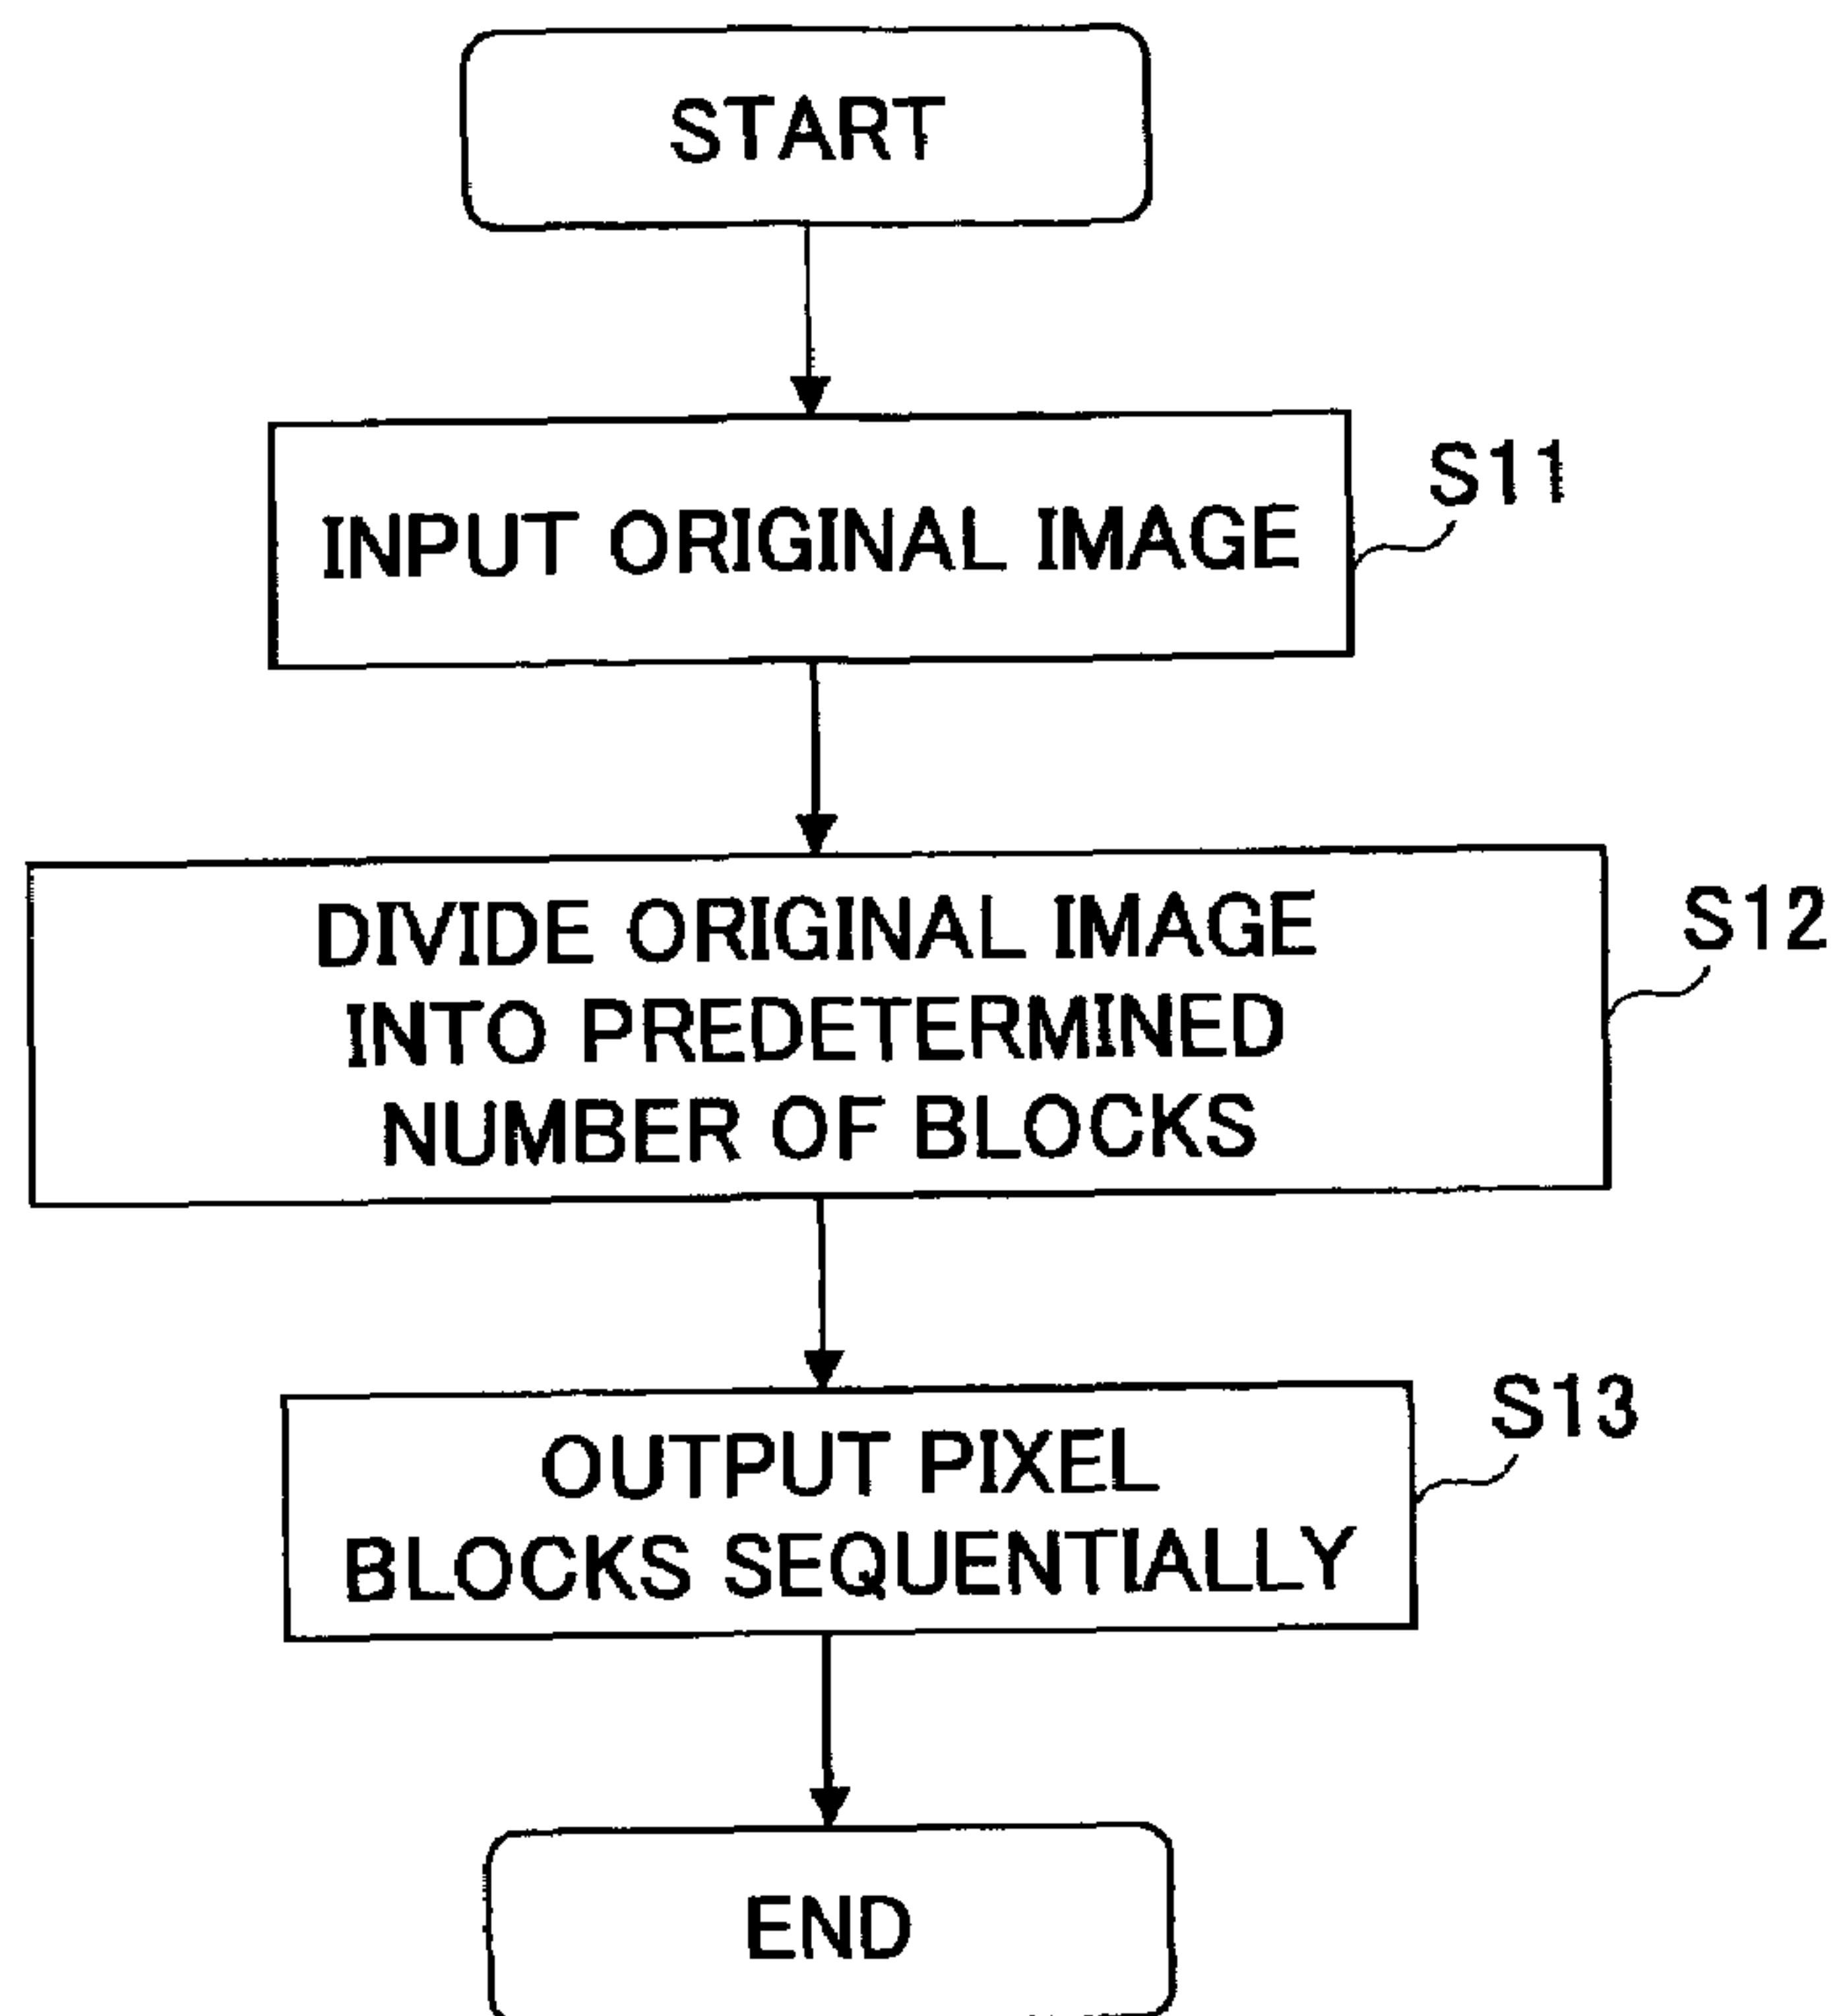 START
INPUT ORIGINAL IMAGE
S11
DIVIDE ORIGINAL IMAGE
INTO PREDETERMINED
NUMBER OF BLOCKS
S12
OUTPUT PIXEL
BLOCKS SEQUENTIALLY
S13
END